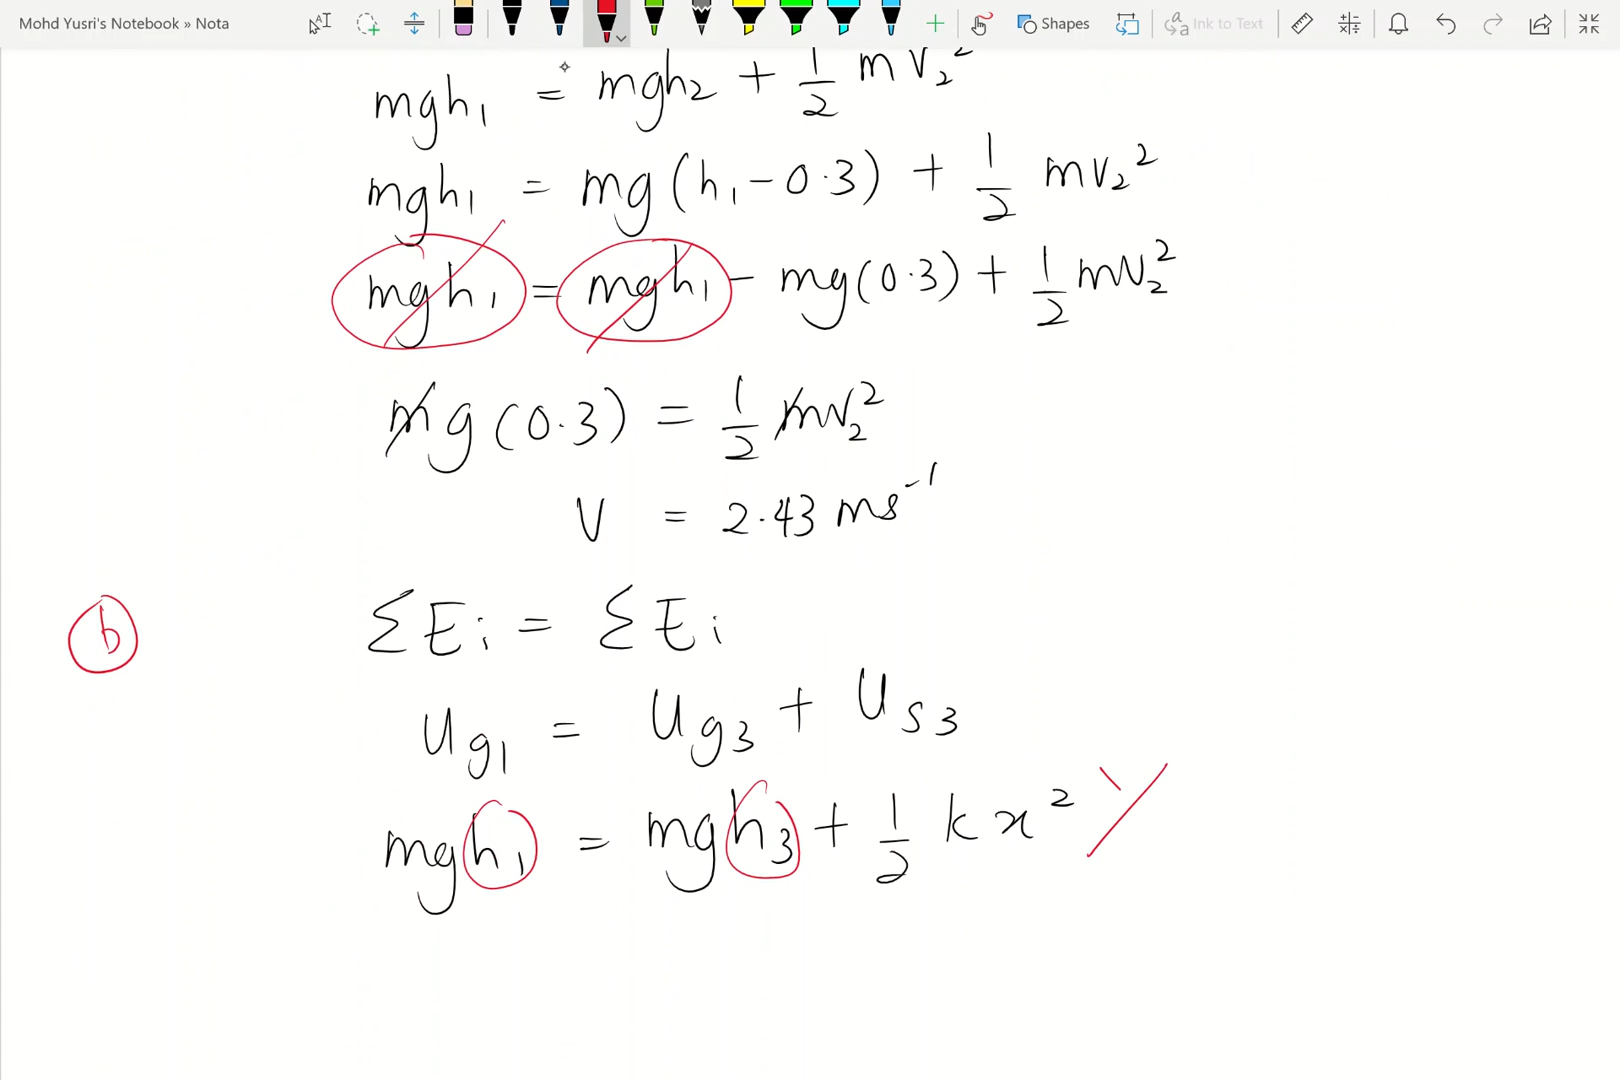 Mohd Yusri's Notebook » Nota
Shapes
Ink to Text
mgh₁ = mgh₂ + 1/2 mv₂²
mgh₁ = mg(h₁ - 0.3) + 1/2 mv₂²
mgh₁ = mgh₁ - mg(0.3) + 1/2 mv₂²
mg(0.3) = 1/2 mv₂²
V = 2.43 ms⁻¹
b
ΣEi = ΣEi
Ug₁ = Ug₃ + Us₃
mgh₁ = mgh₃ + 1/2 kx²